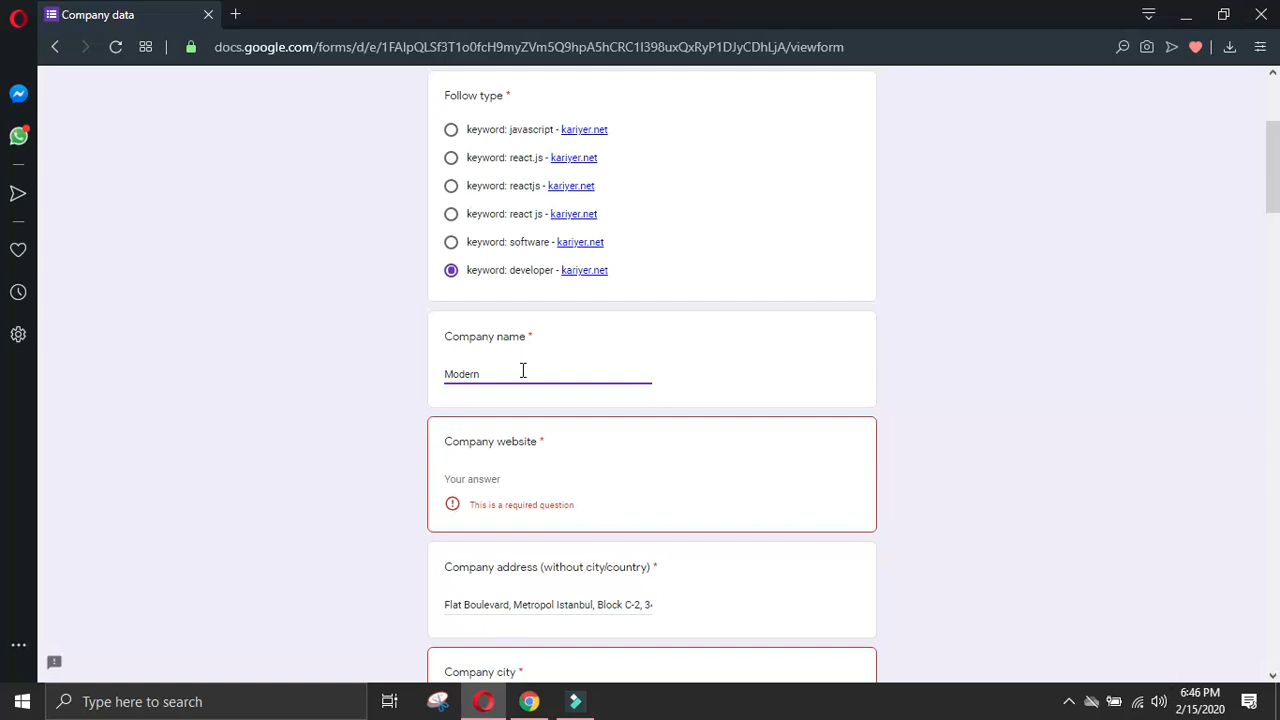 Company data
docs.google.com/forms/d/e/1FAIpQLSf3T1o0fcH9myZVm5Q9hpA5hCRC1I398uxQxRyP1DJyCDhLjA/viewform
Follow type *
keyword: javascript - kariyer.net
keyword: react.js - kariyer.net
keyword: reactjs - kariyer.net
keyword: react js - kariyer.net
keyword: software - kariyer.net
keyword: developer - kariyer.net
Company name *
Modern
Company website *
Your answer
This is a required question
Company address (without city/country) *
Flat Boulevard, Metropol Istanbul, Block C-2, 34
Company city *
Type here to search
6:46 PM
2/15/2020